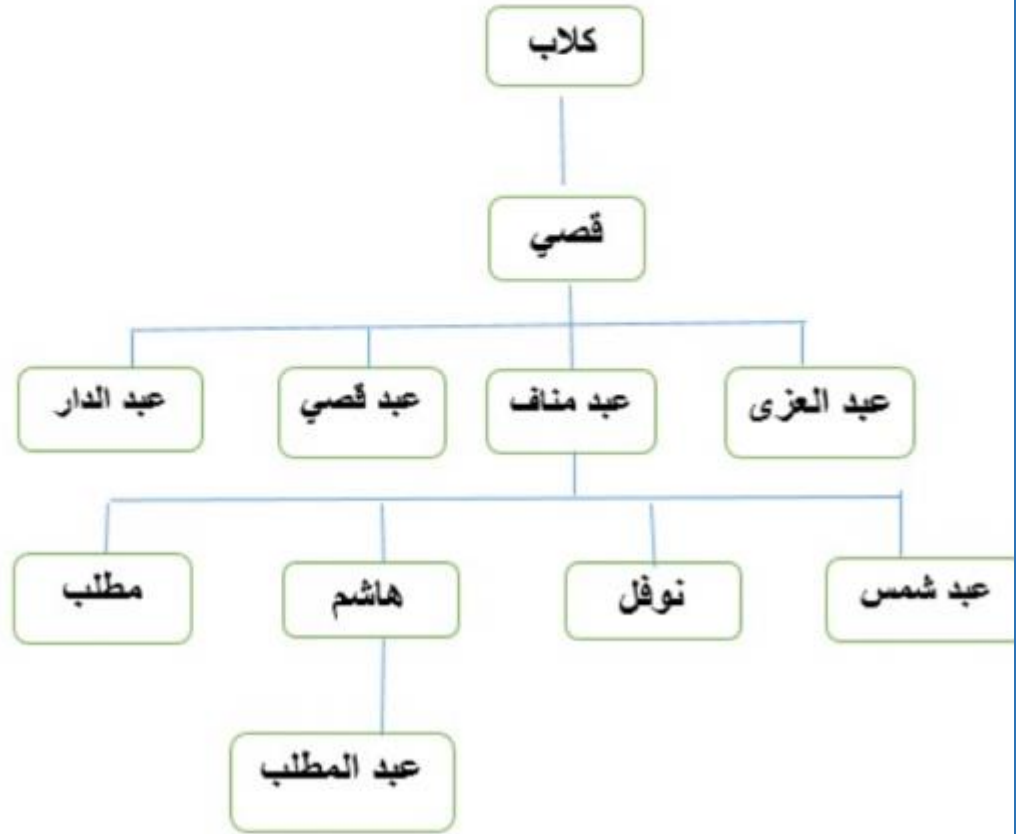 كلاب
قصي
عبد العزى
عبد مناف
عبد قصي
عبد الدار
عبد شمس
نوفل
هاشم
مطلب
عبد المطلب